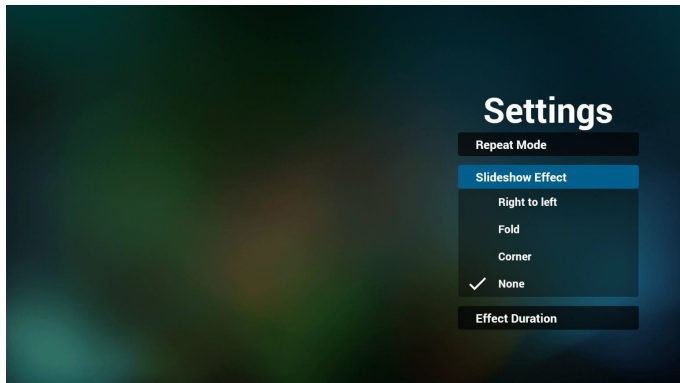 Settings
Repeat Mode
Slideshow Effect
Right to left
Fold
Corner
None
Effect Duration